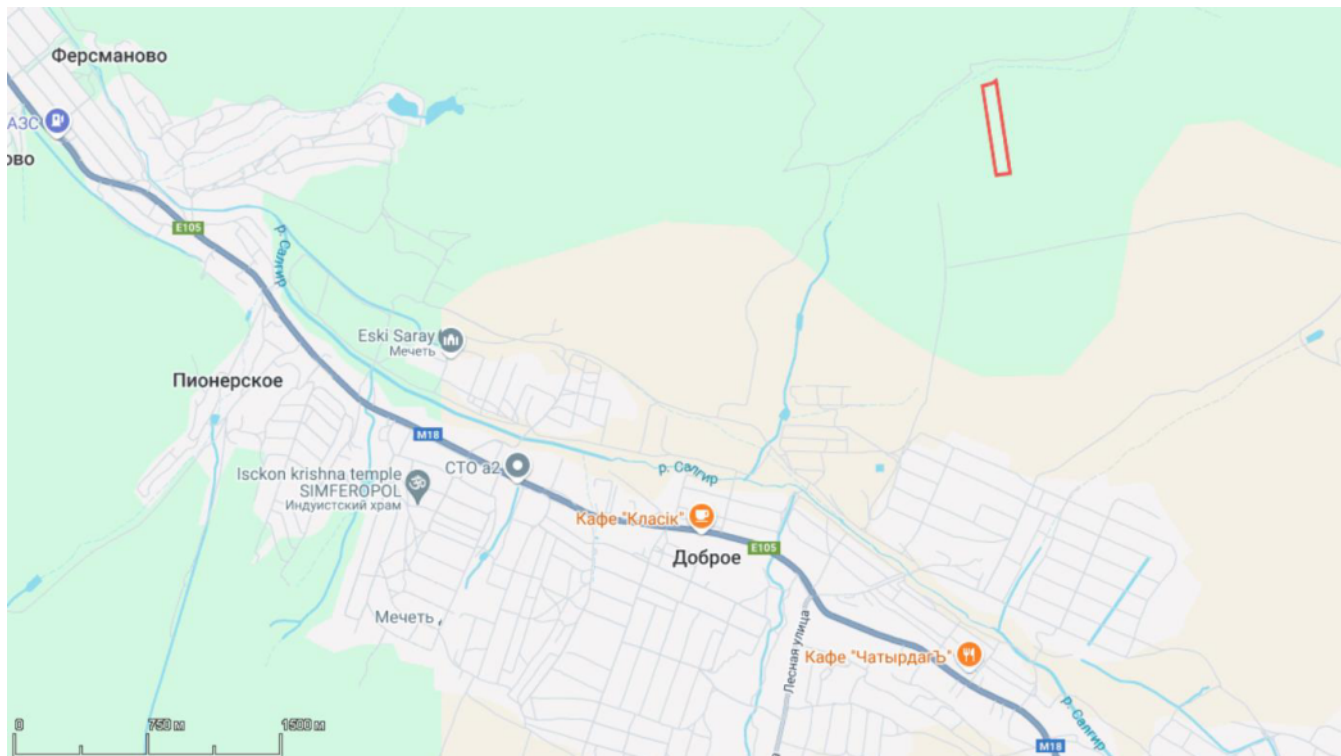 Ферсманово
АЗС
ово
E105
р. Салгир
Eski Saray
Мечеть
Пионерское
M18
Isckon krishna temple
SIMFEROPOL
Индуистский храм
СТО а2
р. Салгир
Кафе "Класік"
E105
Доброе
Мечеть
Лесная улица
Кафе "ЧатырдагЪ"
р. Салгир
M18
0 750 м 1500 м